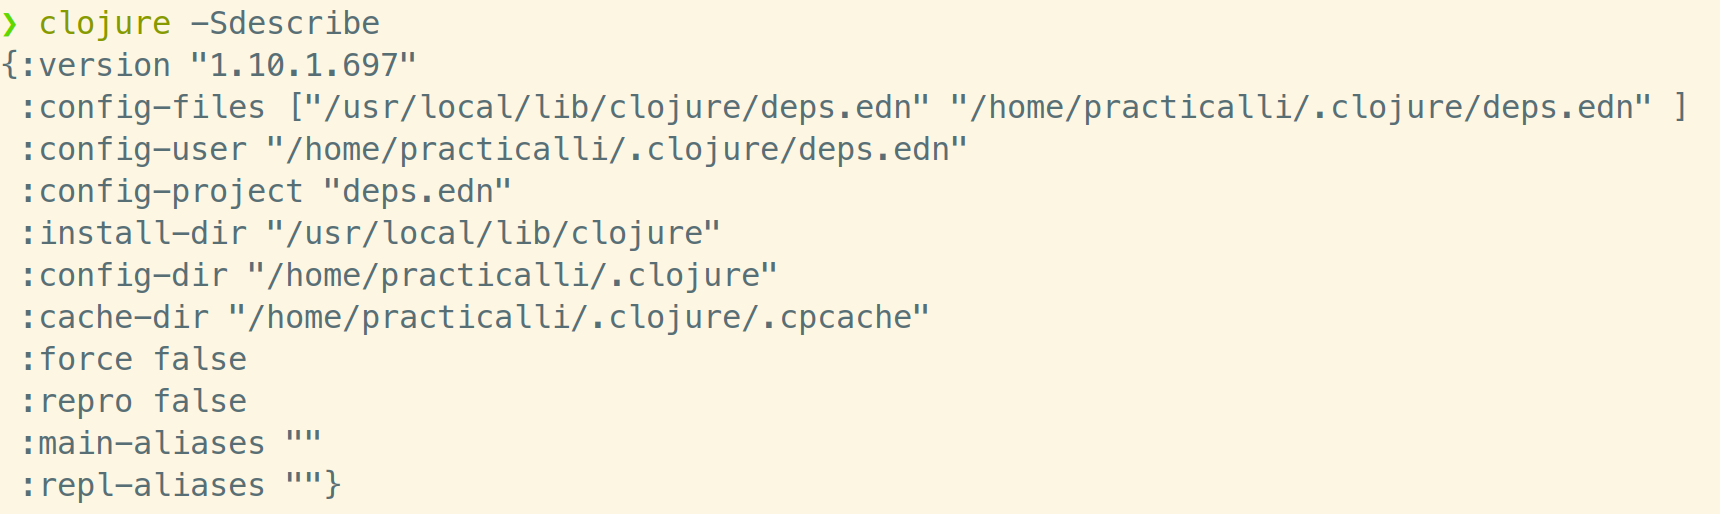 ❯ clojure -Sdescribe
{:version "1.10.1.697"
 :config-files ["/usr/local/lib/clojure/deps.edn" "/home/practicalli/.clojure/deps.edn" ]
 :config-user "/home/practicalli/.clojure/deps.edn"
 :config-project "deps.edn"
 :install-dir "/usr/local/lib/clojure"
 :config-dir "/home/practicalli/.clojure"
 :cache-dir "/home/practicalli/.clojure/.cpcache"
 :force false
 :repro false
 :main-aliases ""
 :repl-aliases ""}